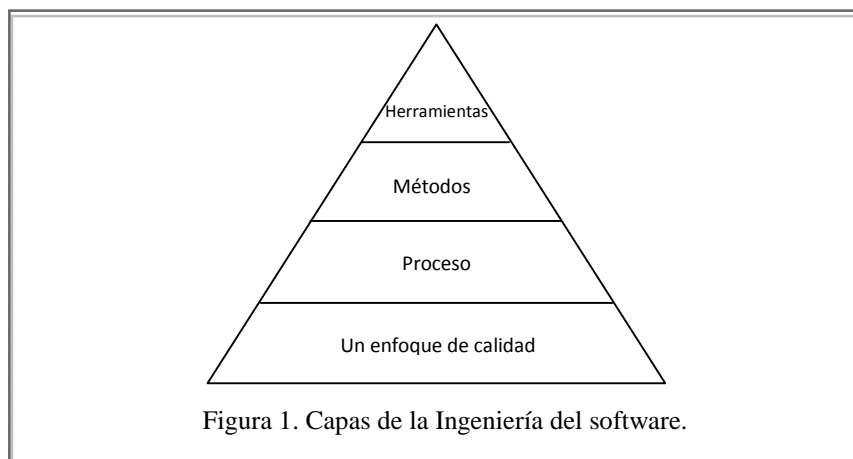 Herramientas
Métodos
Proceso
Un enfoque de calidad
Figura 1. Capas de la Ingeniería del software.